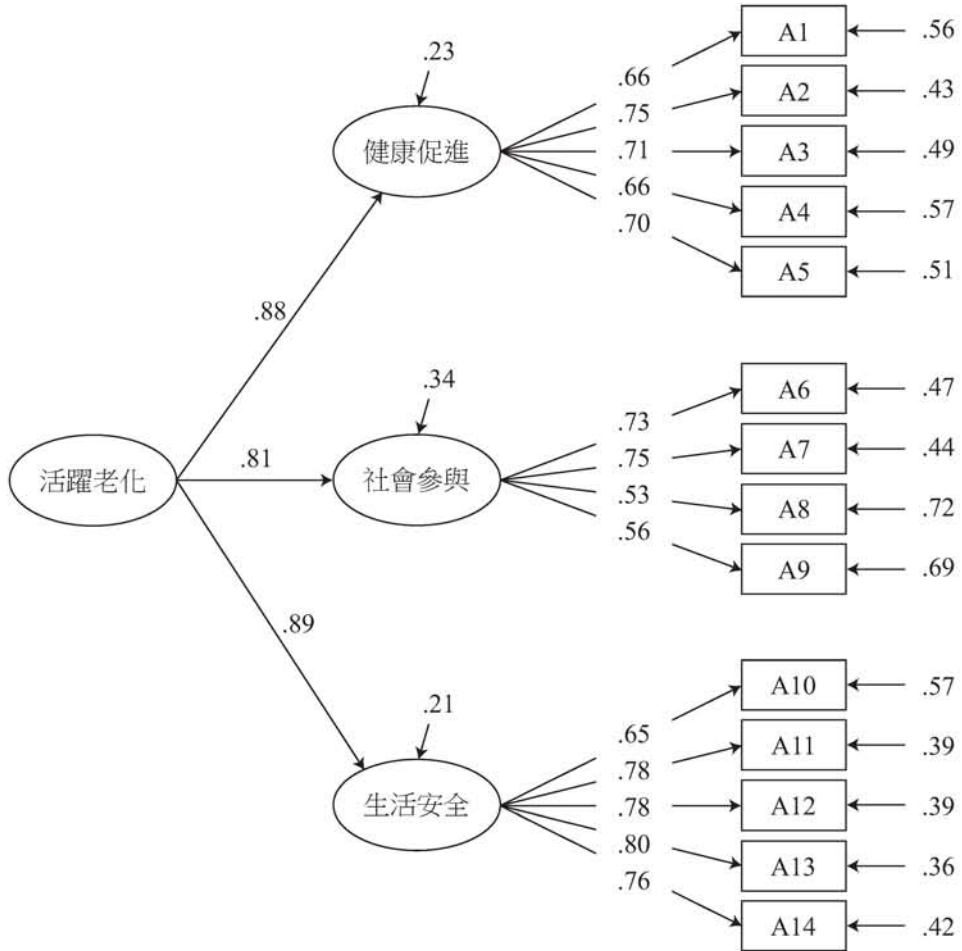 A1
.56
.23
.66
A2
.43
.75
健康促進
.71
A3
.49
.66
A4
.57
.70
A5
.51
.88
.34
A6
.47
.73
A7
.44
.75
活躍老化
.81
社會參與
.53
A8
.72
.56
A9
.69
.89
.21
A10
.57
.65
A11
.39
.78
生活安全
.78
A12
.39
.80
A13
.36
.76
A14
.42